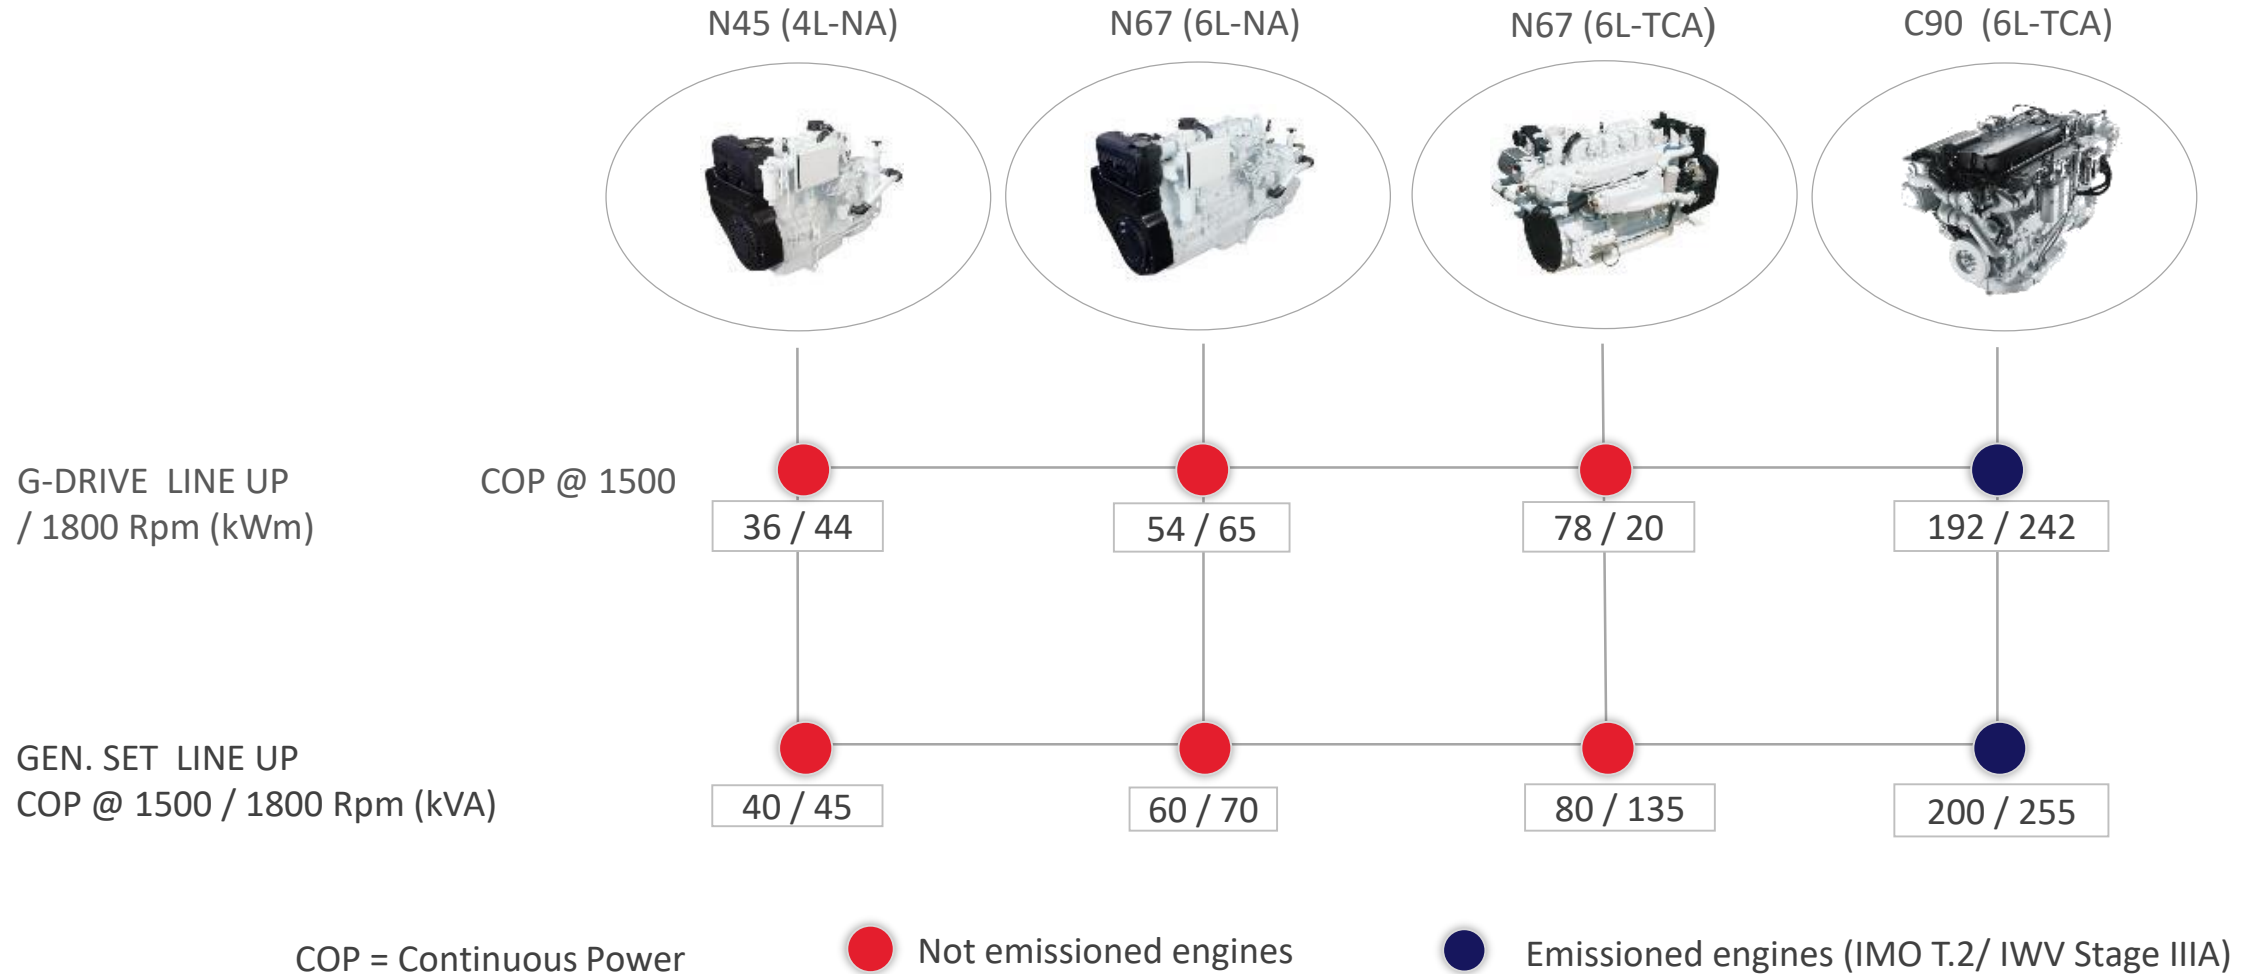 N45 (4L-NA)
N67 (6L-NA)
N67 (6L-TCA)
C90 (6L-TCA)
G-DRIVE LINE UP COP @ 1500
/ 1800 Rpm (kWm)
36 / 44
54 / 65
78 / 20
192 / 242
GEN. SET LINE UP
COP @ 1500 / 1800 Rpm (kVA)
40 / 45
60 / 70
80 / 135
200 / 255
COP = Continuous Power
Not emissioned engines
Emissioned engines (IMO T.2/ IWV Stage IIIA)